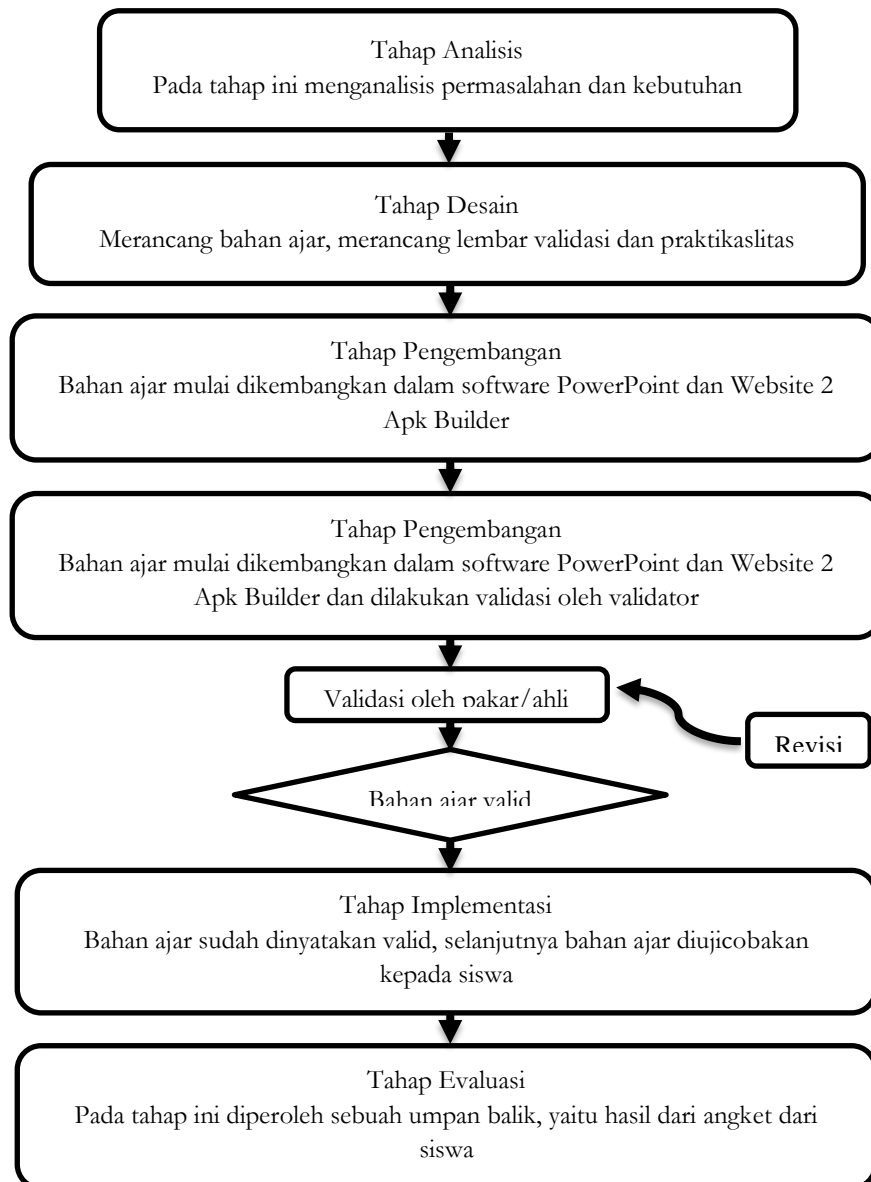 Tahap Analisis
Pada tahap ini menganalisis permasalahan dan kebutuhan
Tahap Desain
Merancang bahan ajar, merancang lembar validasi dan praktikaslitas
Tahap Pengembangan
Bahan ajar mulai dikembangkan dalam software PowerPoint dan Website 2
Apk Builder
Tahap Pengembangan
Bahan ajar mulai dikembangkan dalam software PowerPoint dan Website 2
Apk Builder dan dilakukan validasi oleh validator
Validasi oleh pakar/ahli
Revisi
Bahan ajar valid
Tahap Implementasi
Bahan ajar sudah dinyatakan valid, selanjutnya bahan ajar diujicobakan
kepada siswa
Tahap Evaluasi
Pada tahap ini diperoleh sebuah umpan balik, yaitu hasil dari angket dari
siswa